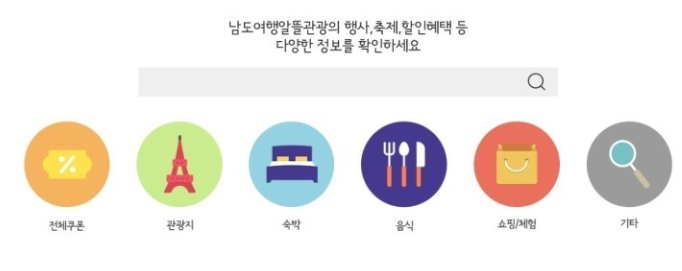 남도여행알뜰관광의 행사,축제,할인혜택 등
다양한 정보를 확인하세요
%
전체쿠폰
관광지
숙박
음식
쇼핑/체험
기타